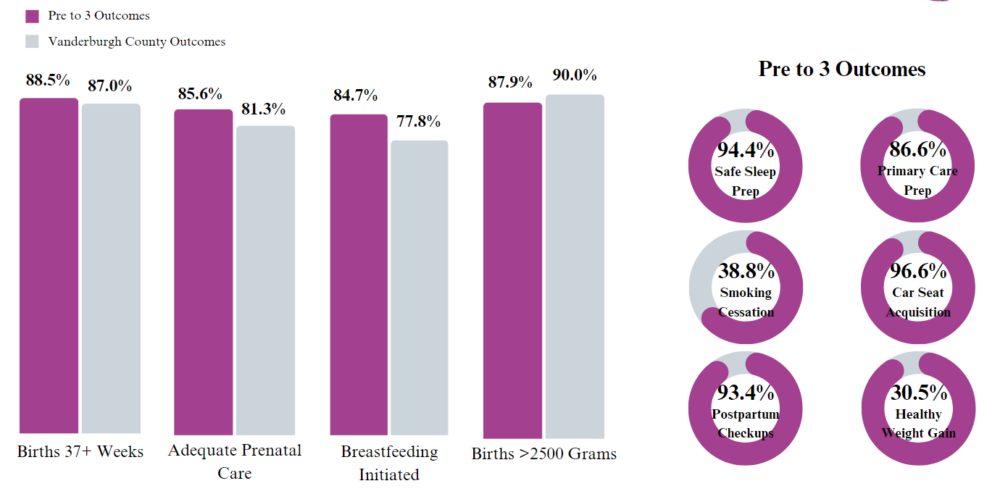 Pre to 3 Outcomes
Vanderburgh County Outcomes
88.5%
87.0%
85.6%
81.3%
84.7%
77.8%
87.9%
90.0%
Births 37+ Weeks
Adequate Prenatal
Care
Breastfeeding
Initiated
Births >2500 Grams
Pre to 3 Outcomes
94.4%
Safe Sleep
Prep
86.6%
Primary Care
Prep
38.8%
Smoking
Cessation
96.6%
Car Seat
Acquisition
93.4%
Postpartum
Checkups
30.5%
Healthy
Weight Gain